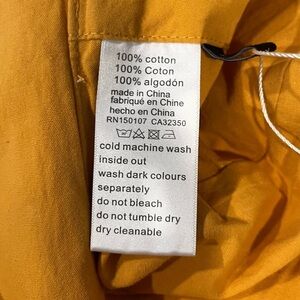 100% cotton
100% Coton
100% algodón
made in China
fabriqué en Chine
hecho en China
RN150107 CA32350
cold machine wash
inside out
wash dark colours
separately
do not bleach
do not tumble dry
dry cleanable